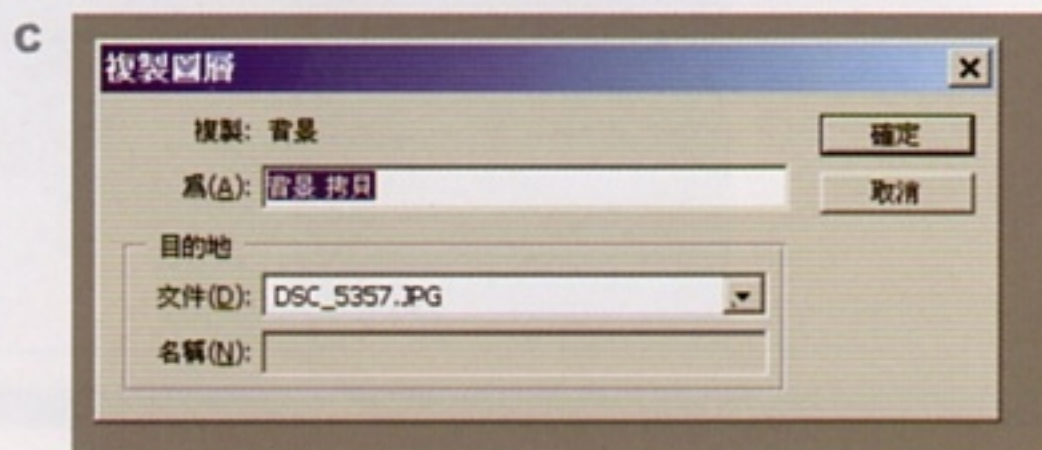 C
複製圖層
複製: 背景
確定
為(A): 背景 拷貝
取消
目的地
文件(D): DSC_5357.JPG
名稱(N):